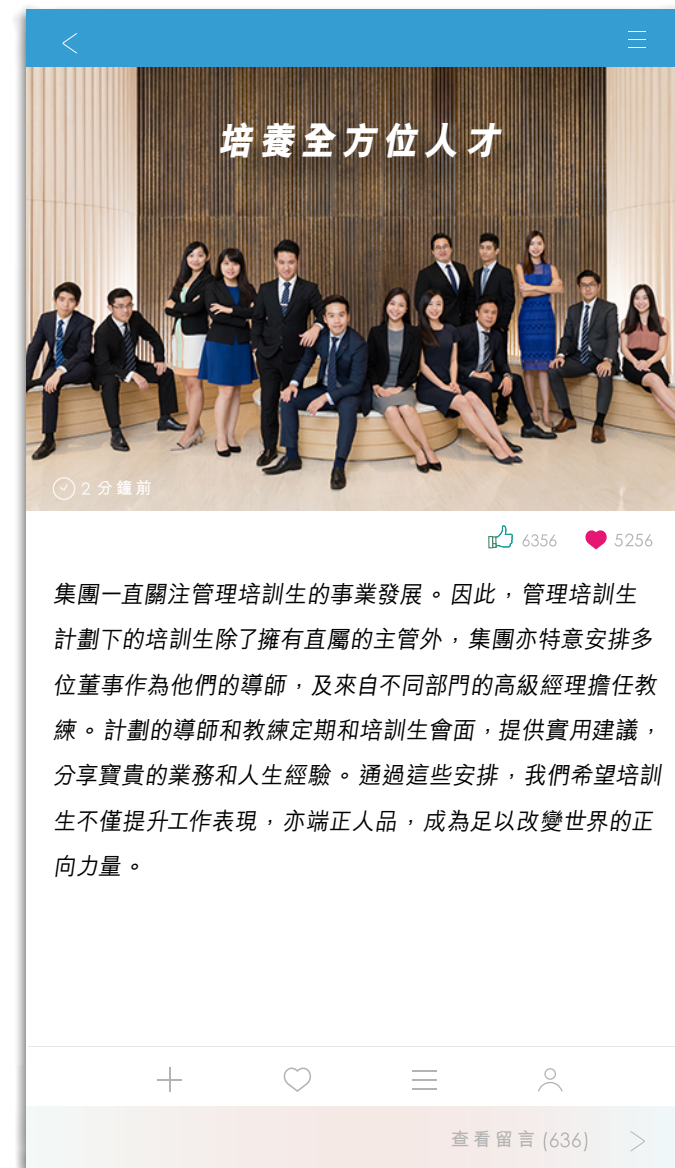 培養全方位人才
2 分鐘前
6356 5256
集團一直關注管理培訓生的事業發展。因此，管理培訓生
計劃下的培訓生除了擁有直屬的主管外，集團亦特意安排多
位董事作為他們的導師，及來自不同部門的高級經理擔任教
練。計劃的導師和教練定期和培訓生會面，提供實用建議，
分享寶貴的業務和人生經驗。通過這些安排，我們希望培訓
生不僅提升工作表現，亦端正人品，成為足以改變世界的正
向力量。
查看留言 (636)